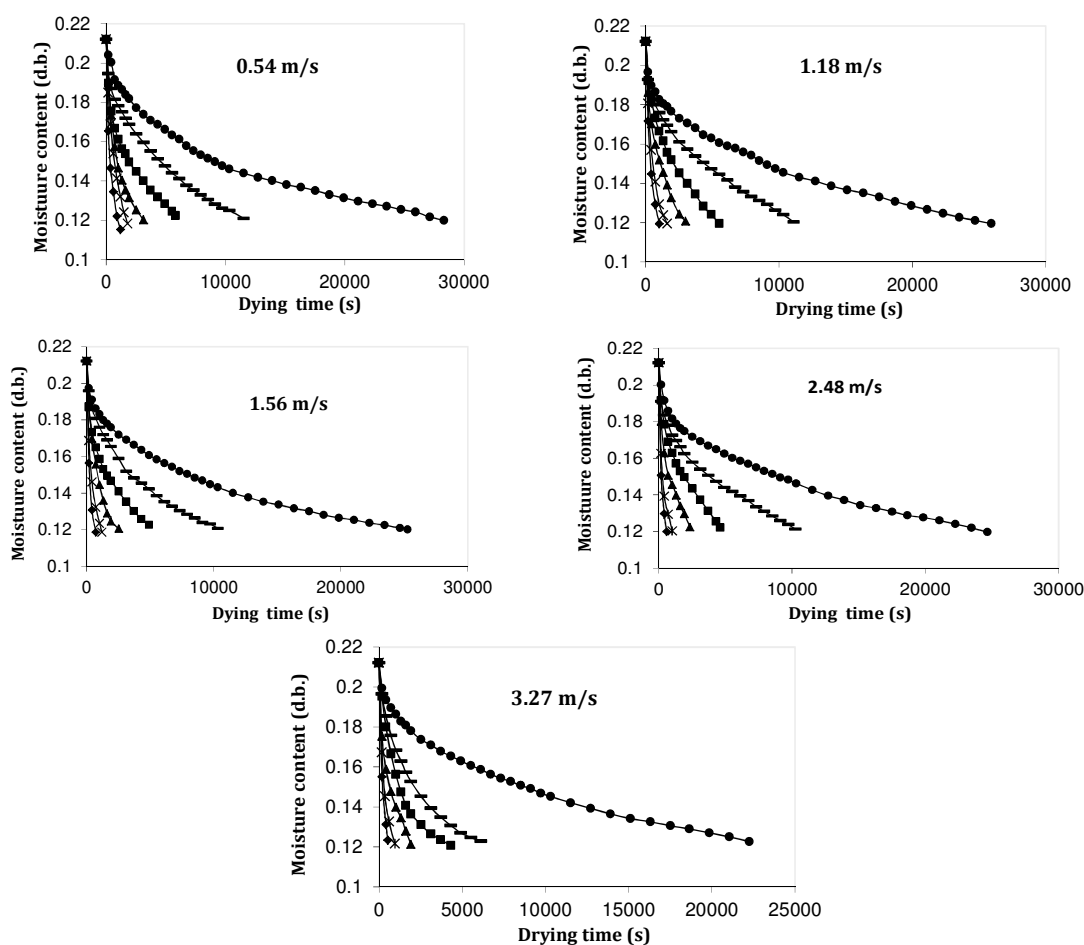 0.22
0.2
0.18
0.16
0.14
0.12
0.1
Moisture content (d.b.)
0.54 m/s
0 10000 20000 30000
Dying time (s)
0.22
0.2
0.18
0.16
0.14
0.12
0.1
Moisture content (d.b.)
1.18 m/s
0 10000 20000 30000
Drying time (s)
0.22
0.2
0.18
0.16
0.14
0.12
0.1
Moisture content (d.b.)
1.56 m/s
0 10000 20000 30000
Dying time (s)
0.22
0.2
0.18
0.16
0.14
0.12
0.1
Moisture content (d.b.)
2.48 m/s
0 10000 20000 30000
Drying time (s)
0.22
0.2
0.18
0.16
0.14
0.12
0.1
Moisture content (d.b.)
3.27 m/s
0 5000 10000 15000 20000 25000
Drying time (s)